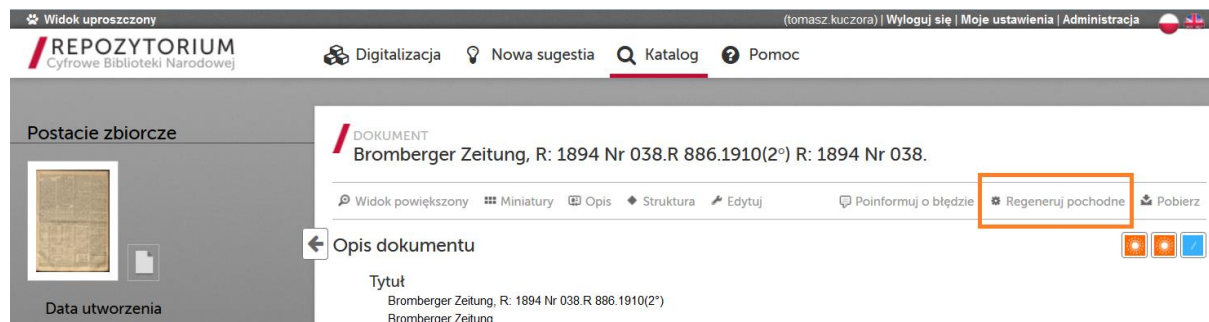 Widok uproszczony
(tomasz.kuczora) | Wyloguj się | Moje ustawienia | Administracja
REPOZYTORIUM
Cyfrowe Biblioteki Narodowej
Digitalizacja Nowa sugestia Katalog Pomoc
Postacie zbiorcze
DOKUMENT
Bromberger Zeitung, R: 1894 Nr 038.R 886.1910(2°) R: 1894 Nr 038.
Widok powiększony Miniatury Opis Struktura Edytuj Poinformuj o błędzie Regeneruj pochodne Pobierz
Opis dokumentu
Tytuł
Bromberger Zeitung, R: 1894 Nr 038.R 886.1910(2°)
Bromberger Zeitung
Data utworzenia